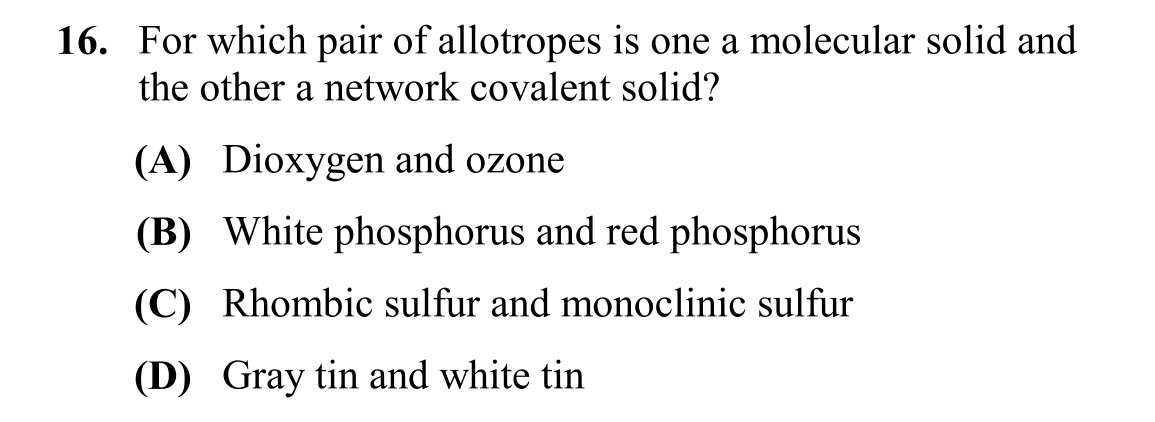 16. For which pair of allotropes is one a molecular solid and
the other a network covalent solid?
(A) Dioxygen and ozone
(B) White phosphorus and red phosphorus
(C) Rhombic sulfur and monoclinic sulfur
(D) Gray tin and white tin